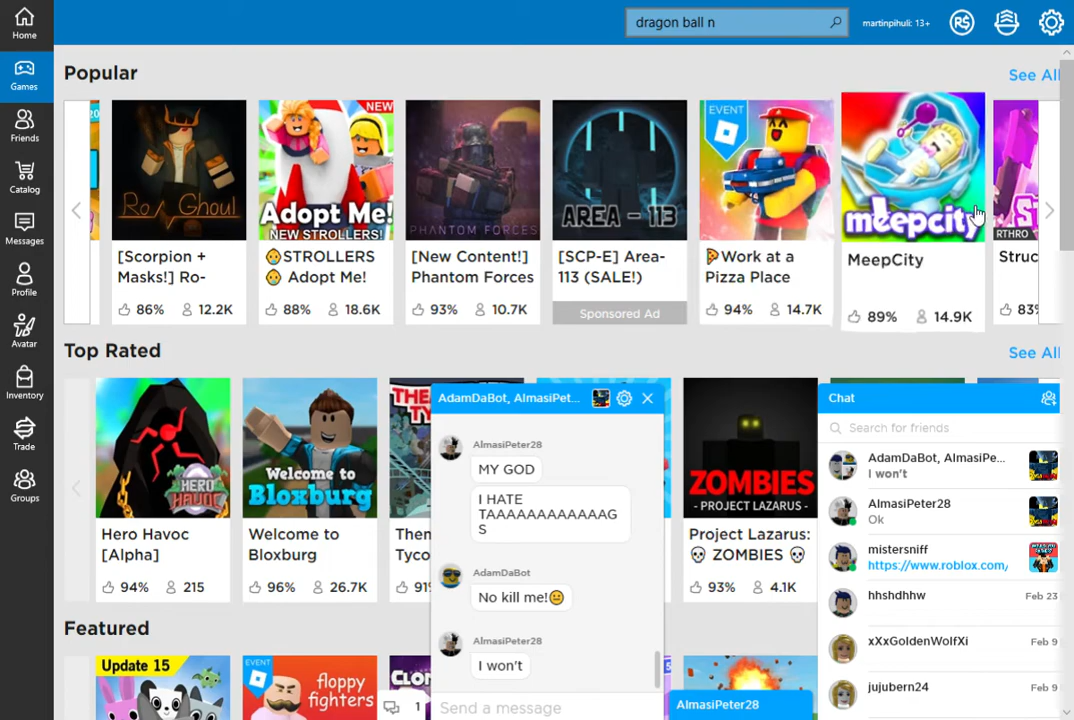 Home
Games
Friends
Catalog
Messages
Profile
Avatar
Inventory
Trade
Groups
dragon ball n
martinpihuli: 13+
R$
Popular
See All
20
Ro/Ghoul
[Scorpion +
Masks!] Ro-
86% 12.2K
NEW
Adopt Me!
NEW STROLLERS!
STROLLERS
Adopt Me!
88% 18.6K
PHANTOM FORCES
[New Content!]
Phantom Forces
93% 10.7K
AREA - 113
[SCP-E] Area-
113 (SALE!)
Sponsored Ad
EVENT
Work at a
Pizza Place
94% 14.7K
meepcity
MeepCity
89% 14.9K
RTHRO
Struc
83%
Top Rated
See All
HERO
HAVOC
Hero Havoc
[Alpha]
94% 215
Welcome to
Bloxburg
Welcome to
Bloxburg
96% 26.7K
Them
Tyco
91%
ZOMBIES
- PROJECT LAZARUS -
Project Lazarus:
💀 ZOMBIES 💀
93% 4.1K
Featured
Update 15
EVENT
floppy
fighters
AdamDaBot, AlmasiPet...
AlmasiPeter28
MY GOD
I HATE
TAAAAAAAAAAAAG
S
AdamDaBot
No kill me!😐
AlmasiPeter28
I won't
1
Send a message
AlmasiPeter28
Chat
Search for friends
AdamDaBot, AlmasiPe...
I won't
AlmasiPeter28
Ok
mistersniff
https://www.roblox.com/
hhshdhhw Feb 23
xXxGoldenWolfXi Feb 9
jujubern24 Feb 9